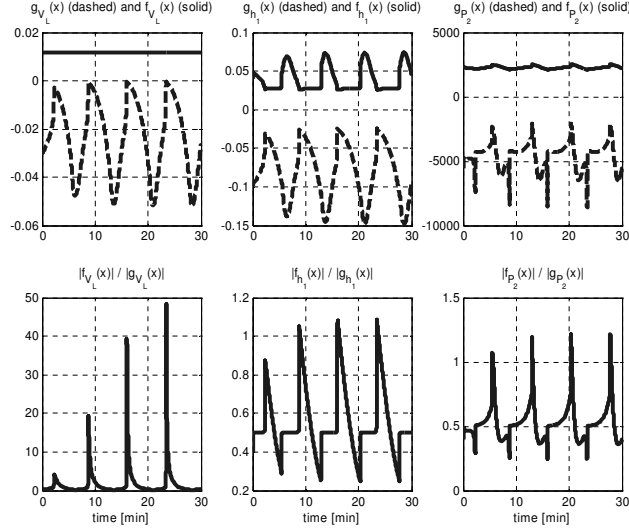 g_{V_L}(x) (dashed) and f_{V_L}(x) (solid)
g_{h_1}(x) (dashed) and f_{h_1}(x) (solid)
g_{P_2}(x) (dashed) and f_{P_2}(x) (solid)
0.02
0
-0.02
-0.04
-0.06
0 10 20 30
0.1
0.05
0
-0.05
-0.1
-0.15
0 10 20 30
5000
0
-5000
-10000
0 10 20 30
|f_{V_L}(x)| / |g_{V_L}(x)|
|f_{h_1}(x)| / |g_{h_1}(x)|
|f_{P_2}(x)| / |g_{P_2}(x)|
50
40
30
20
10
0
0 10 20 30
time [min]
1.2
1
0.8
0.6
0.4
0.2
0 10 20 30
time [min]
1.5
1
0.5
0
0 10 20 30
time [min]